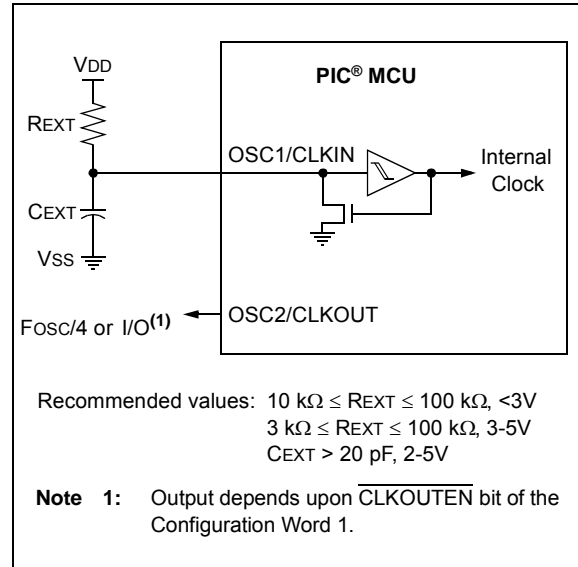 VDD
PIC® MCU
REXT
OSC1/CLKIN
Internal
Clock
CEXT
VSS
OSC2/CLKOUT
FOSC/4 or I/O(1)
Recommended values: 10 kΩ ≤ REXT ≤ 100 kΩ, <3V
3 kΩ ≤ REXT ≤ 100 kΩ, 3-5V
CEXT > 20 pF, 2-5V
Note 1: Output depends upon CLKOUTEN bit of the
Configuration Word 1.